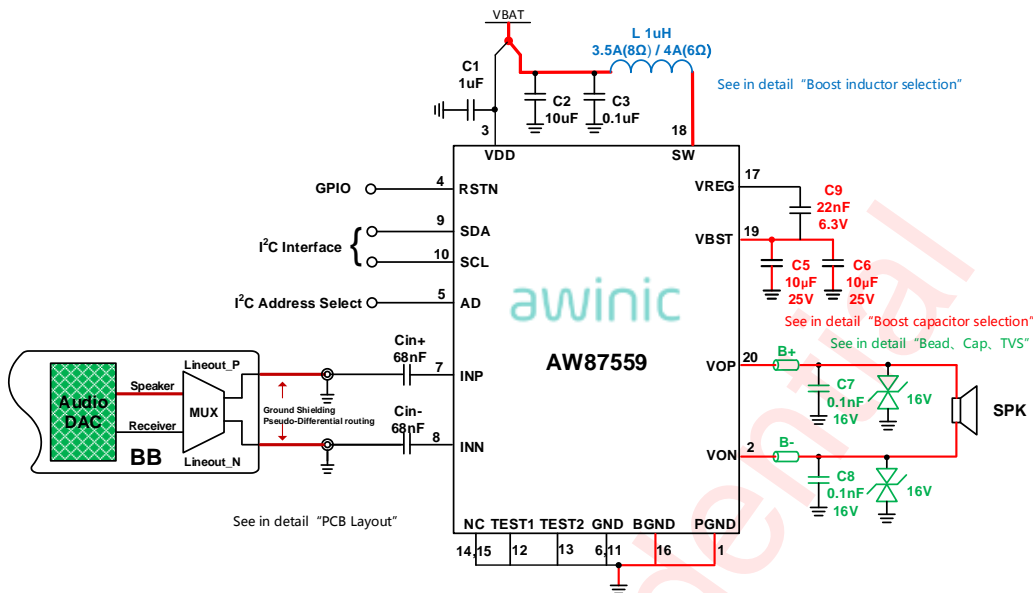 VBAT
L 1uH
3.5A(8Ω) / 4A(6Ω)
See in detail “Boost inductor selection”
C1
1uF
C2
10uF
C3
0.1uF
3
18
VDD
SW
GPIO
4
RSTN
9
SDA
I²C Interface {
10
SCL
I²C Address Select
5
AD
17
VREG
C9
22nF
6.3V
19
VBST
C5
10µF
25V
C6
10µF
25V
See in detail “Boost capacitor selection”
See in detail “Bead、Cap、TVS”
awinic
AW87559
Cin+
68nF
7
INP
Cin-
68nF
8
INN
Lineout_P
Speaker
Audio
DAC
MUX
Receiver
BB
Lineout_N
Ground Shielding
Pseudo-Differential routing
20
VOP
B+
C7
0.1nF
16V
16V
SPK
2
VON
B-
C8
0.1nF
16V
16V
See in detail “PCB Layout”
NC TEST1 TEST2 GND BGND PGND
14,15 12 13 6,11 16 1
dential